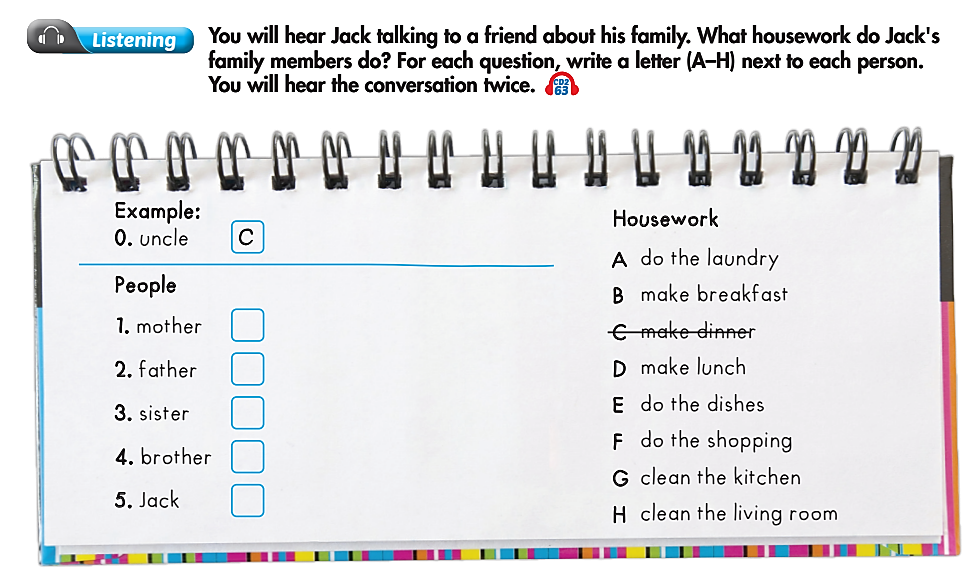 Listening
You will hear Jack talking to a friend about his family. What housework do Jack's
family members do? For each question, write a letter (A–H) next to each person.
You will hear the conversation twice. CD2 63
Example:
0. uncle C
People
1. mother
2. father
3. sister
4. brother
5. Jack
Housework
A do the laundry
B make breakfast
C make dinner
D make lunch
E do the dishes
F do the shopping
G clean the kitchen
H clean the living room